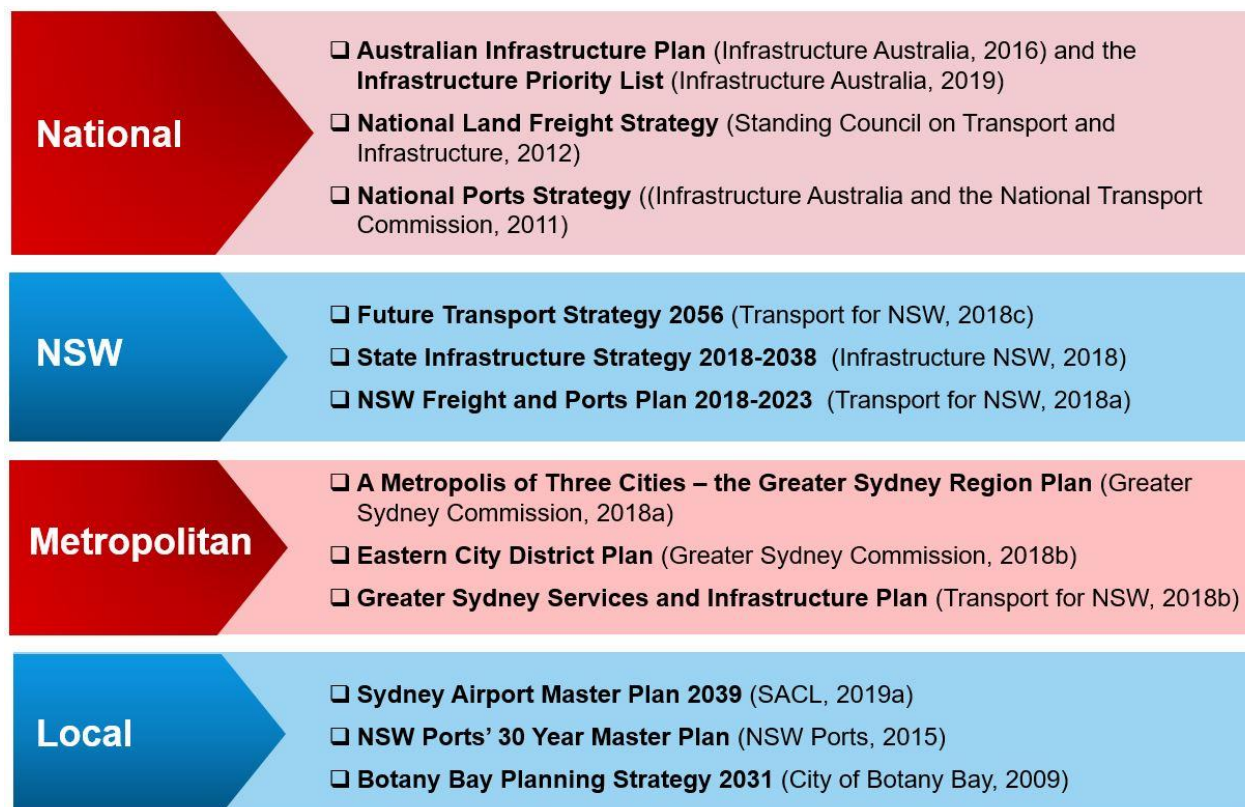 National
❑ Australian Infrastructure Plan (Infrastructure Australia, 2016) and the
Infrastructure Priority List (Infrastructure Australia, 2019)
❑ National Land Freight Strategy (Standing Council on Transport and
Infrastructure, 2012)
❑ National Ports Strategy ((Infrastructure Australia and the National Transport
Commission, 2011)
NSW
❑ Future Transport Strategy 2056 (Transport for NSW, 2018c)
❑ State Infrastructure Strategy 2018-2038 (Infrastructure NSW, 2018)
❑ NSW Freight and Ports Plan 2018-2023 (Transport for NSW, 2018a)
Metropolitan
❑ A Metropolis of Three Cities – the Greater Sydney Region Plan (Greater
Sydney Commission, 2018a)
❑ Eastern City District Plan (Greater Sydney Commission, 2018b)
❑ Greater Sydney Services and Infrastructure Plan (Transport for NSW, 2018b)
Local
❑ Sydney Airport Master Plan 2039 (SACL, 2019a)
❑ NSW Ports’ 30 Year Master Plan (NSW Ports, 2015)
❑ Botany Bay Planning Strategy 2031 (City of Botany Bay, 2009)